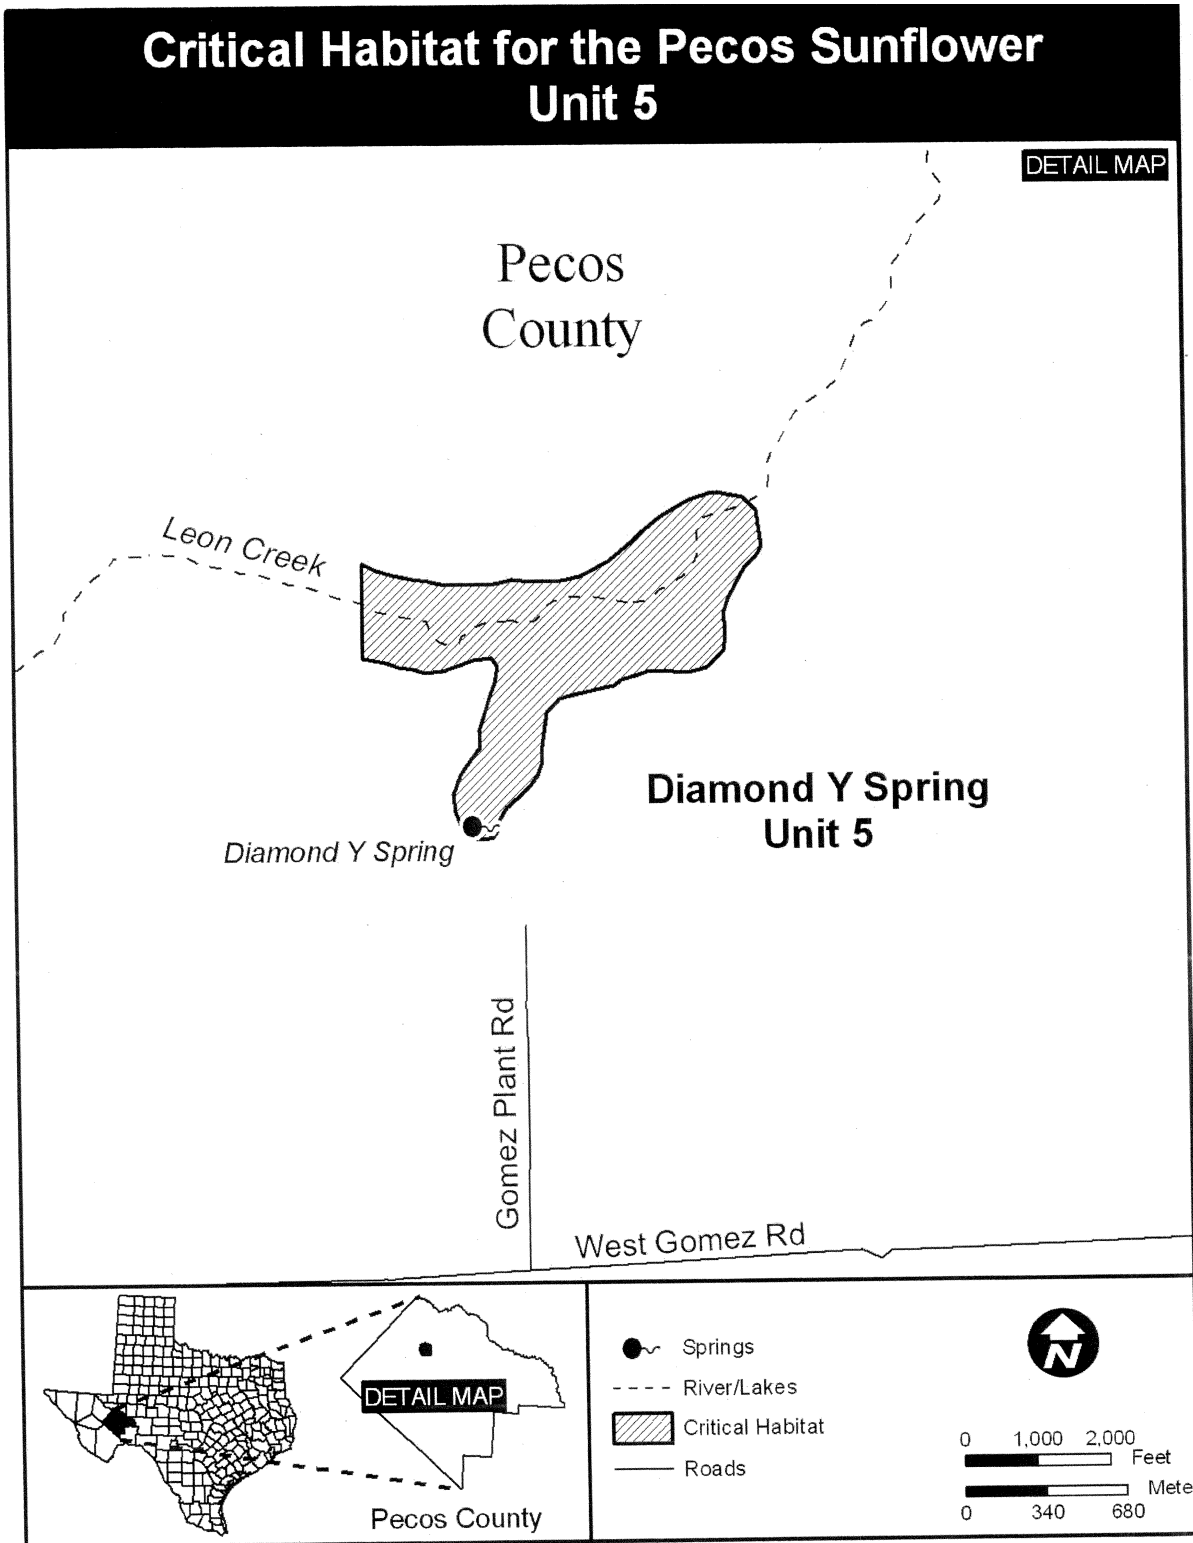 Critical Habitat for the Pecos Sunflower
Unit 5
DETAIL MAP
Pecos
County
Leon Creek
Diamond Y Spring
Unit 5
Diamond Y Spring
Gomez Plant Rd
West Gomez Rd
DETAIL MAP
Pecos County
Springs
River/Lakes
Critical Habitat
Roads
N
0 1,000 2,000
Feet
Mete
0 340 680